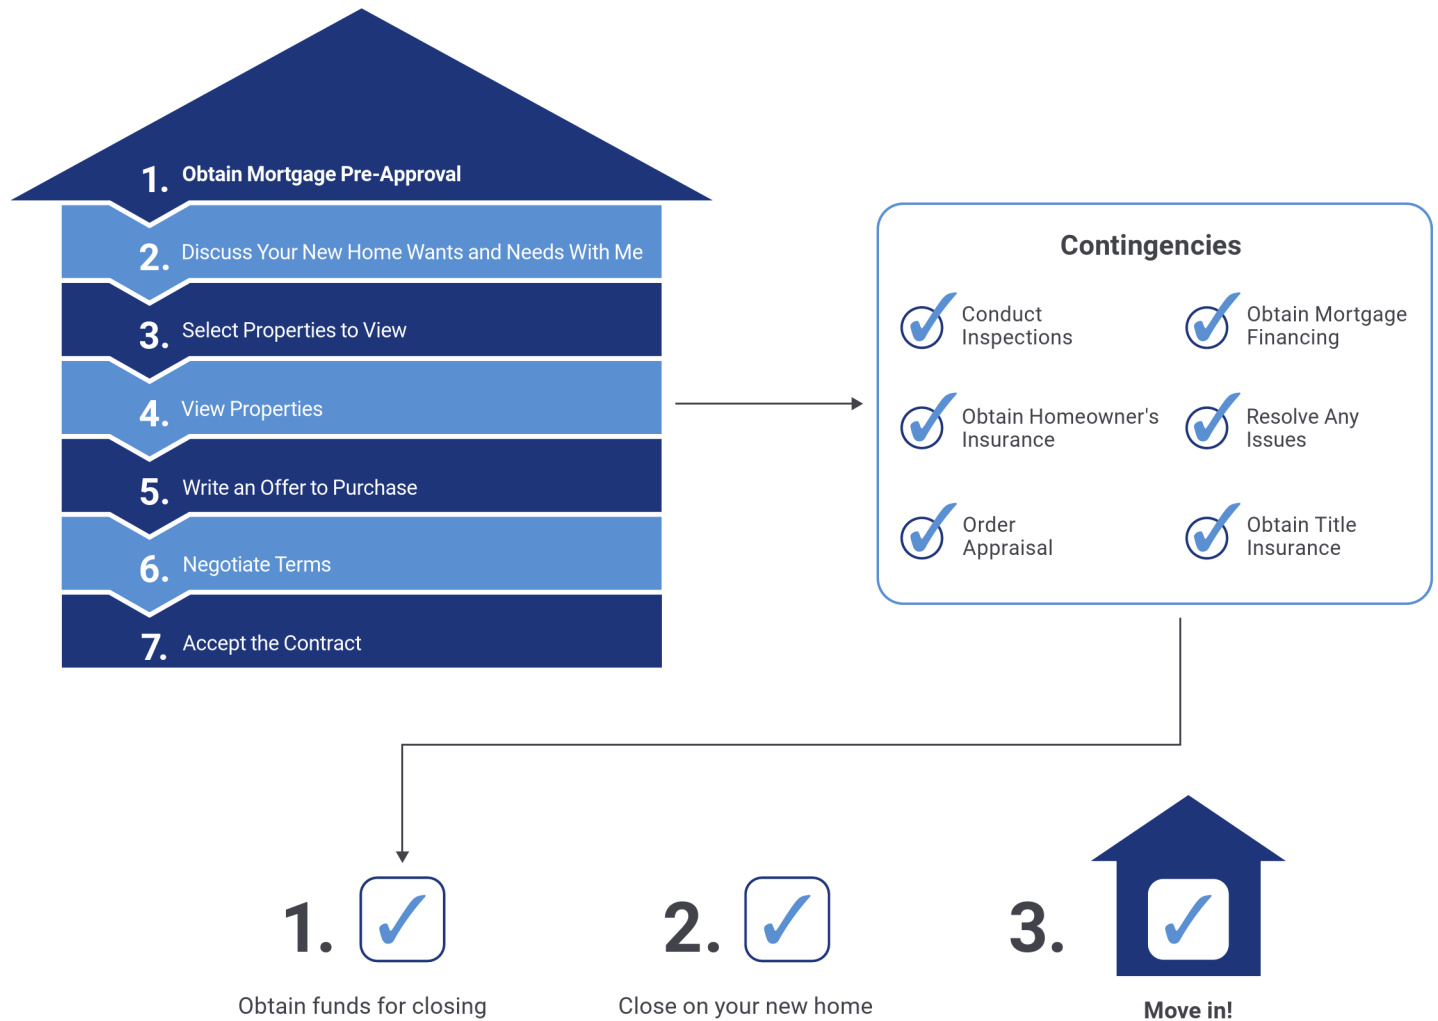 1. Obtain Mortgage Pre-Approval
2. Discuss Your New Home Wants and Needs With Me
3. Select Properties to View
4. View Properties
5. Write an Offer to Purchase
6. Negotiate Terms
7. Accept the Contract
Contingencies
Conduct
Inspections
Obtain Mortgage
Financing
Obtain Homeowner's
Insurance
Resolve Any
Issues
Order
Appraisal
Obtain Title
Insurance
1.
Obtain funds for closing
2.
Close on your new home
3.
Move in!